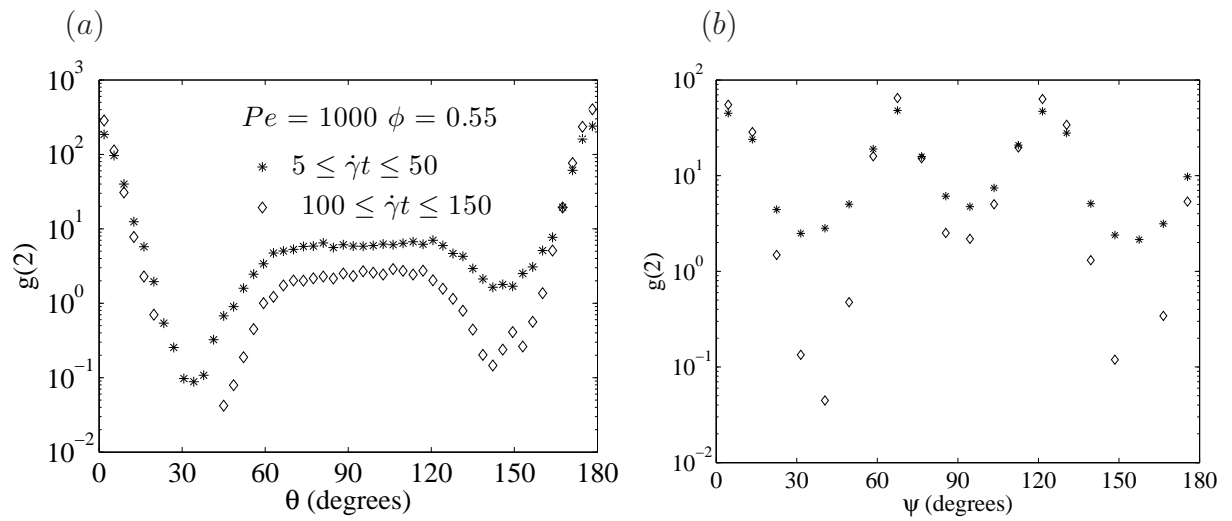 (a)
10^3
10^2
10^1
10^0
10^-1
10^-2
g(2)
Pe = 1000 ϕ = 0.55
* 5 ≤ γ̇t ≤ 50
◇ 100 ≤ γ̇t ≤ 150
0 30 60 90 120 150 180
θ (degrees)
(b)
10^2
10^1
10^0
10^-1
10^-2
g(2)
0 30 60 90 120 150 180
ψ (degrees)